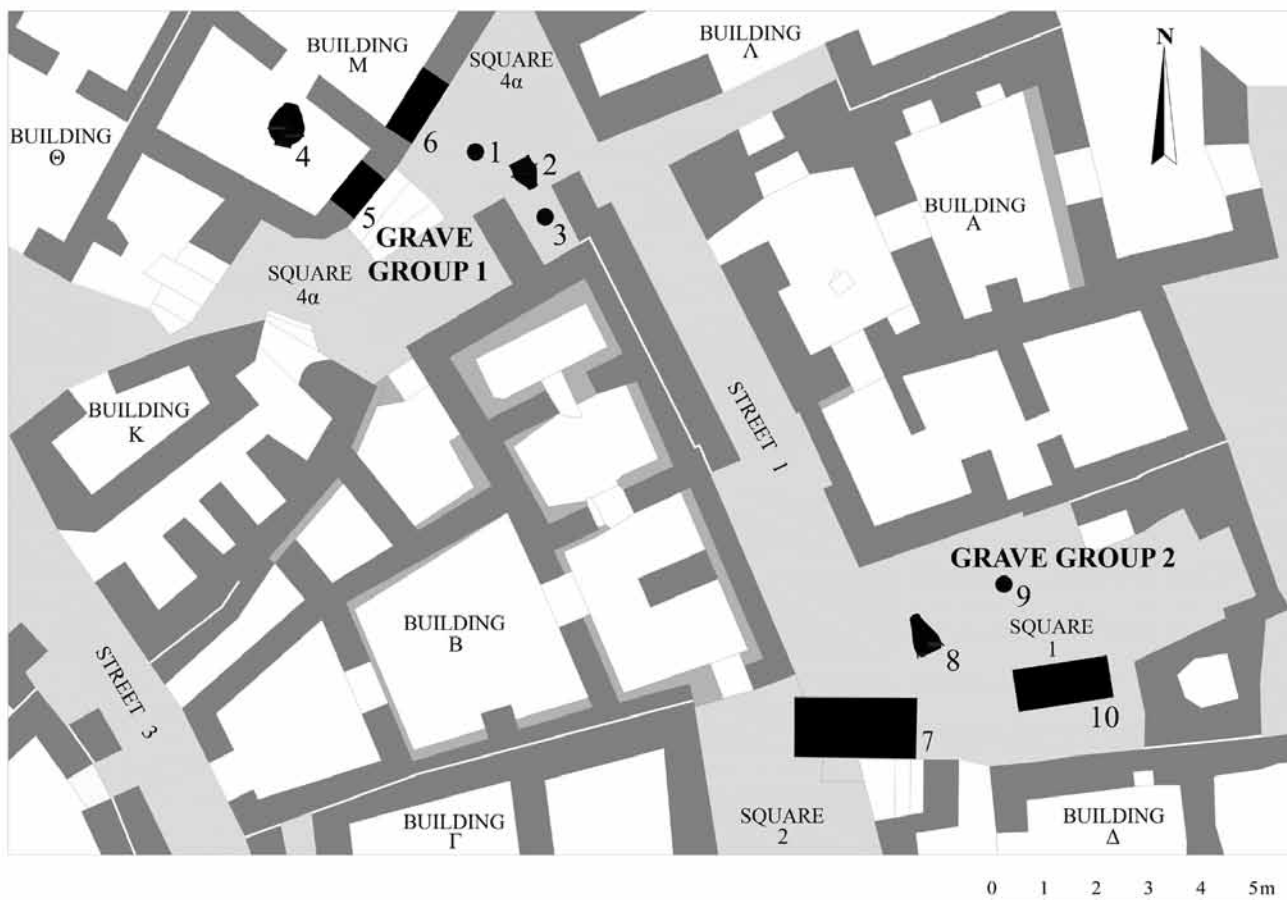 BUILDING
M
SQUARE
4α
BUILDING
Λ
N
BUILDING
Θ
4
6
1
2
5
3
GRAVE
GROUP 1
SQUARE
4α
BUILDING
A
BUILDING
K
STREET 1
GRAVE GROUP 2
9
SQUARE
1
8
10
BUILDING
B
STREET 3
7
BUILDING
Γ
SQUARE
2
BUILDING
Δ
0 1 2 3 4 5m